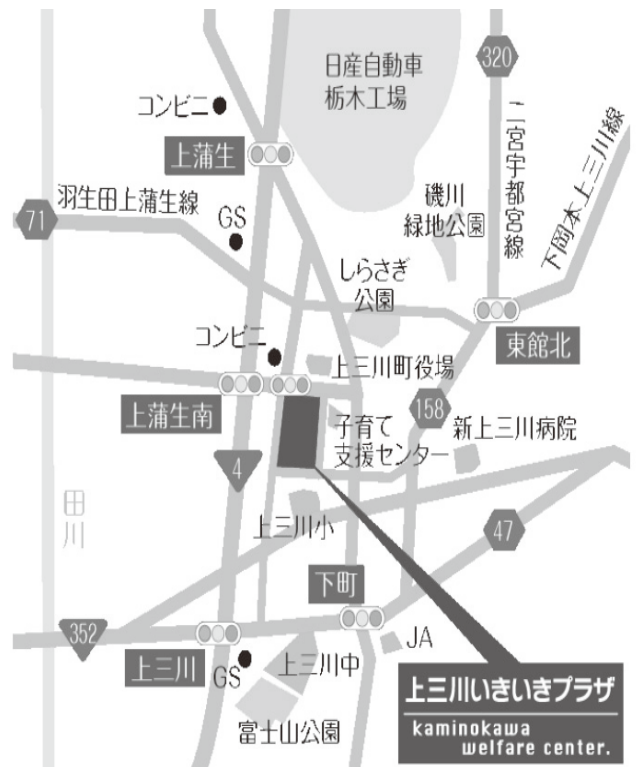 日産自動車
栃木工場
320
コンビニ
上蒲生
二宮宇都宮線
下岡本上三川線
71
羽生田上蒲生線
GS
磯川
緑地公園
しらさぎ
公園
東館北
コンビニ
上三川町役場
上蒲生南
158
子育て
支援センター
新上三川病院
4
田川
上三川小
47
下町
352
上三川
GS
上三川中
JA
富士山公園
上三川いきいきプラザ
kaminokawa
welfare center.